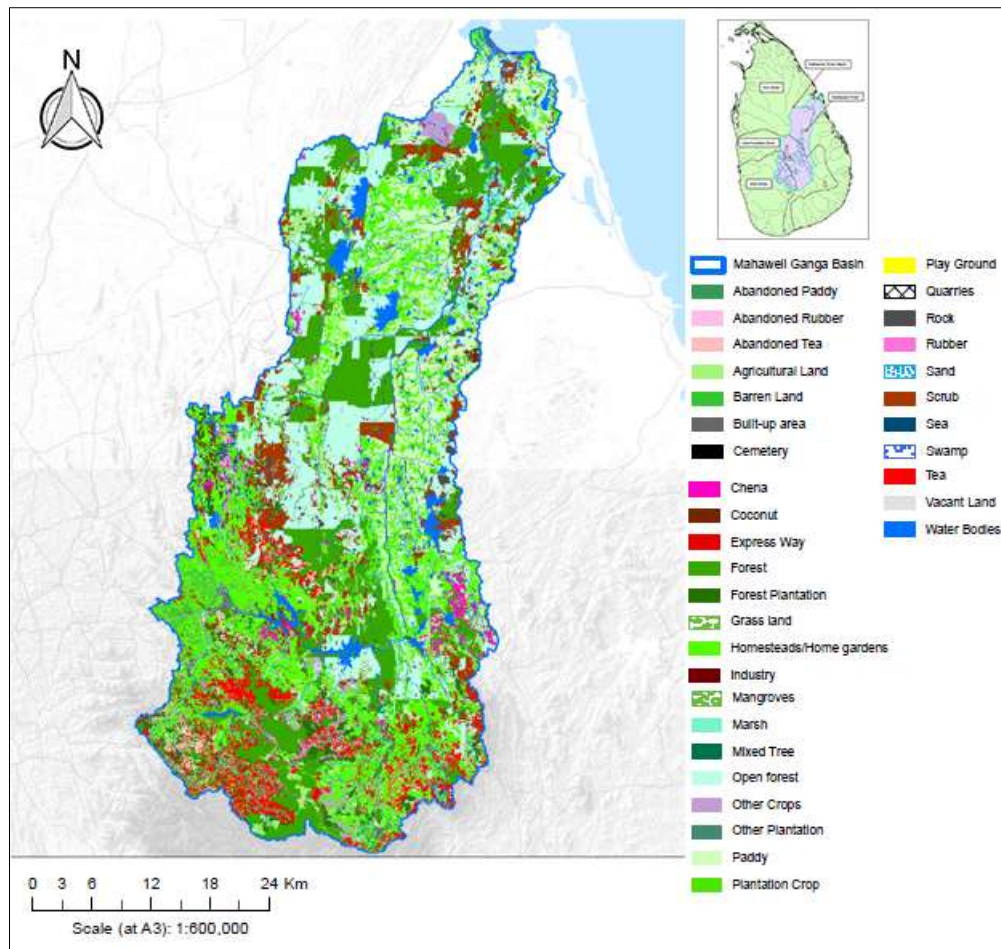 N
Mahaweli Ganga Basin
Abandoned Paddy
Abandoned Rubber
Abandoned Tea
Agricultural Land
Barren Land
Built-up area
Cemetery
Chena
Coconut
Express Way
Forest
Forest Plantation
Grass land
Homesteads/Home gardens
Industry
Mangroves
Marsh
Mixed Tree
Open forest
Other Crops
Other Plantation
Paddy
Plantation Crop
Play Ground
Quarries
Rock
Rubber
Sand
Scrub
Sea
Swamp
Tea
Vacant Land
Water Bodies
0 3 6 12 18 24 Km
Scale (at A3): 1:600,000